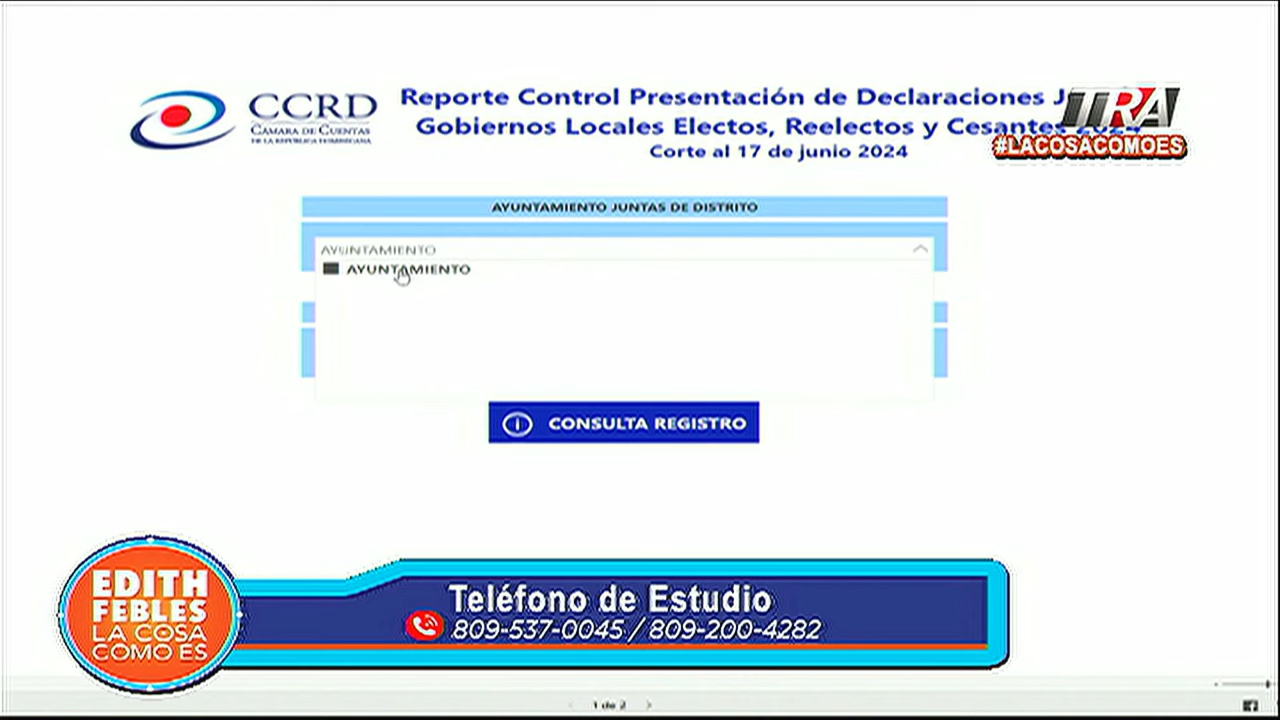 CCRD
CÁMARA DE CUENTAS
DE LA REPÚBLICA DOMINICANA
Reporte Control Presentación de Declaraciones J
Gobiernos Locales Electos, Reelectos y Cesantes 2024
Corte al 17 de junio 2024
TRA
#LACOSACOMOES
AYUNTAMIENTO JUNTAS DE DISTRITO
AYUNTAMIENTO
AYUNTAMIENTO
CONSULTA REGISTRO
EDITH
FEBLES
LA COSA
COMO ES
Teléfono de Estudio
809-537-0045 / 809-200-4282
1 de 2